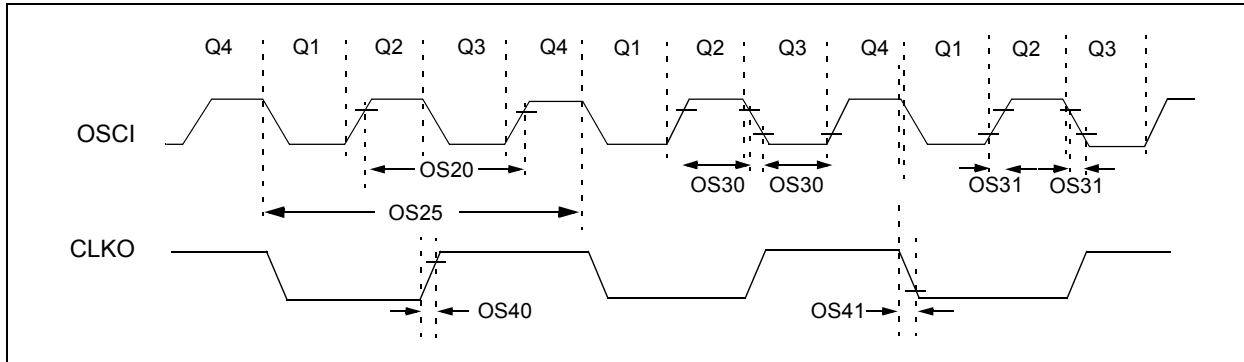 Q4 Q1 Q2 Q3 Q4 Q1 Q2 Q3 Q4 Q1 Q2 Q3
OSCI
OS20
OS30 OS30
OS31 OS31
OS25
CLKO
OS40
OS41